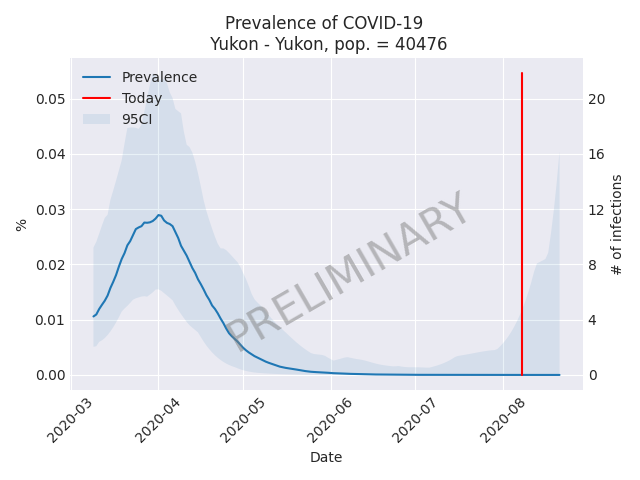 Prevalence of COVID-19
Yukon - Yukon, pop. = 40476
Prevalence
Today
95CI
0.05
0.04
0.03
0.02
0.01
0.00
%
20
16
12
8
4
0
# of infections
PRELIMINARY
2020-03
2020-04
2020-05
2020-06
2020-07
2020-08
Date